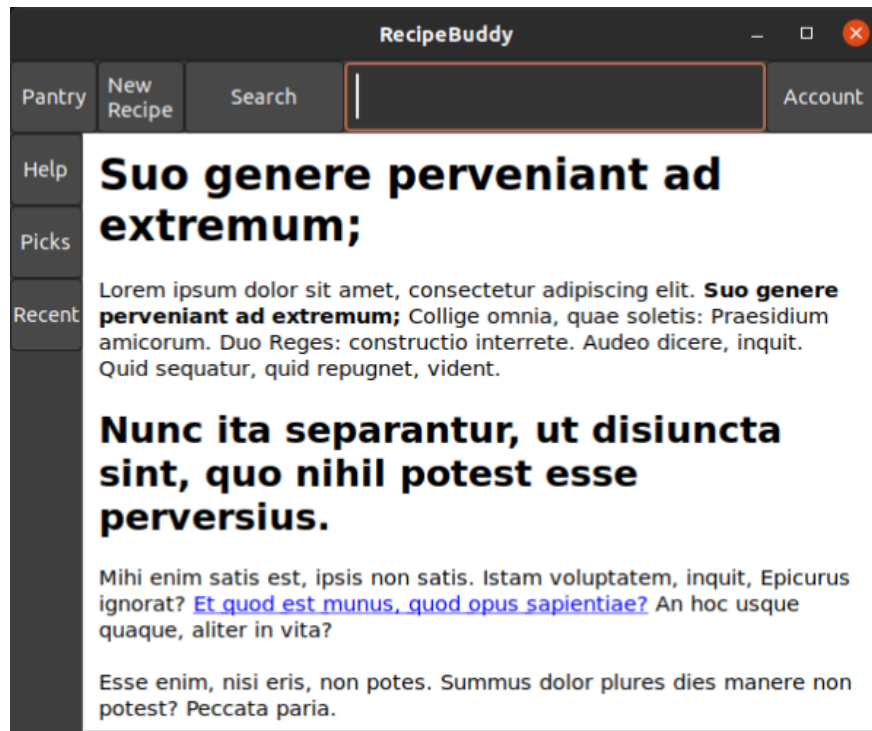 RecipeBuddy
Pantry
New
Recipe
Search
Account
Help
Picks
Recent
Suo genere perveniant ad
extremum;
Lorem ipsum dolor sit amet, consectetur adipiscing elit. Suo genere
perveniant ad extremum; Collige omnia, quae soletis: Praesidium
amicorum. Duo Reges: constructio interrete. Audeo dicere, inquit.
Quid sequatur, quid repugnet, vident.
Nunc ita separantur, ut disiuncta
sint, quo nihil potest esse
perversius.
Mihi enim satis est, ipsis non satis. Istam voluptatem, inquit, Epicurus
ignorat? Et quod est munus, quod opus sapientiae? An hoc usque
quaque, aliter in vita?
Esse enim, nisi eris, non potes. Summus dolor plures dies manere non
potest? Peccata paria.